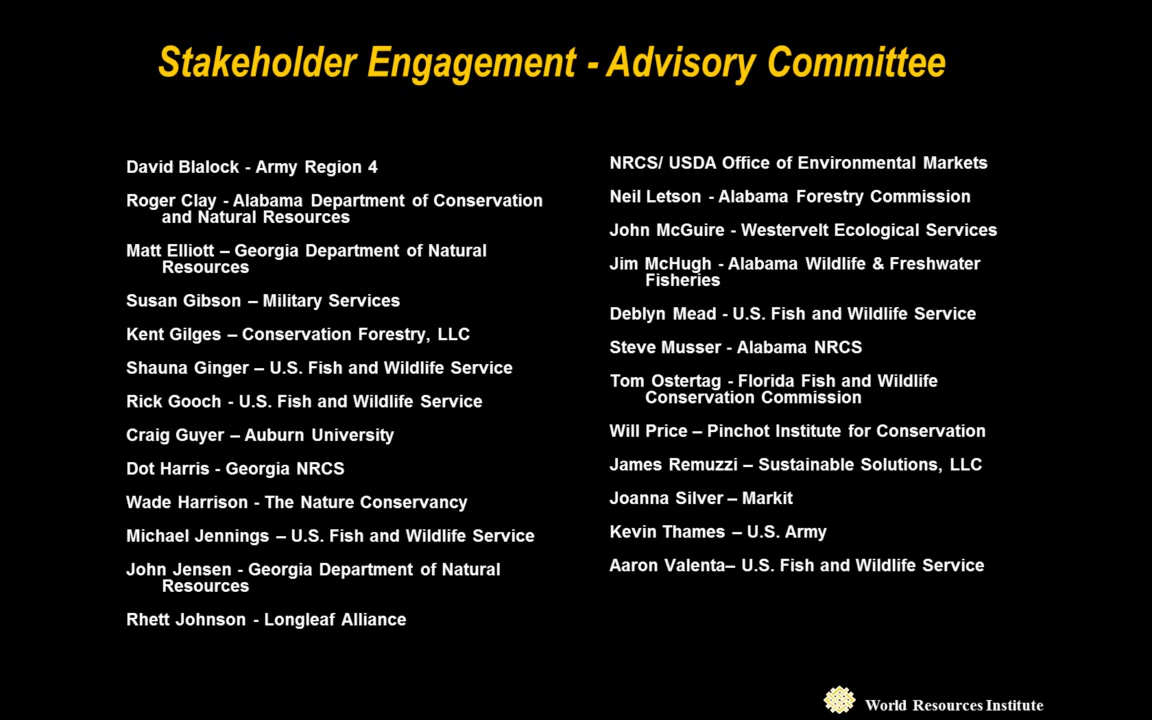 Stakeholder Engagement - Advisory Committee
David Blalock - Army Region 4
Roger Clay - Alabama Department of Conservation
and Natural Resources
Matt Elliott – Georgia Department of Natural
Resources
Susan Gibson – Military Services
Kent Gilges – Conservation Forestry, LLC
Shauna Ginger – U.S. Fish and Wildlife Service
Rick Gooch - U.S. Fish and Wildlife Service
Craig Guyer – Auburn University
Dot Harris - Georgia NRCS
Wade Harrison - The Nature Conservancy
Michael Jennings – U.S. Fish and Wildlife Service
John Jensen - Georgia Department of Natural
Resources
Rhett Johnson - Longleaf Alliance
NRCS/ USDA Office of Environmental Markets
Neil Letson - Alabama Forestry Commission
John McGuire - Westervelt Ecological Services
Jim McHugh - Alabama Wildlife & Freshwater
Fisheries
Deblyn Mead - U.S. Fish and Wildlife Service
Steve Musser - Alabama NRCS
Tom Ostertag - Florida Fish and Wildlife
Conservation Commission
Will Price – Pinchot Institute for Conservation
James Remuzzi – Sustainable Solutions, LLC
Joanna Silver – Markit
Kevin Thames – U.S. Army
Aaron Valenta– U.S. Fish and Wildlife Service
World Resources Institute